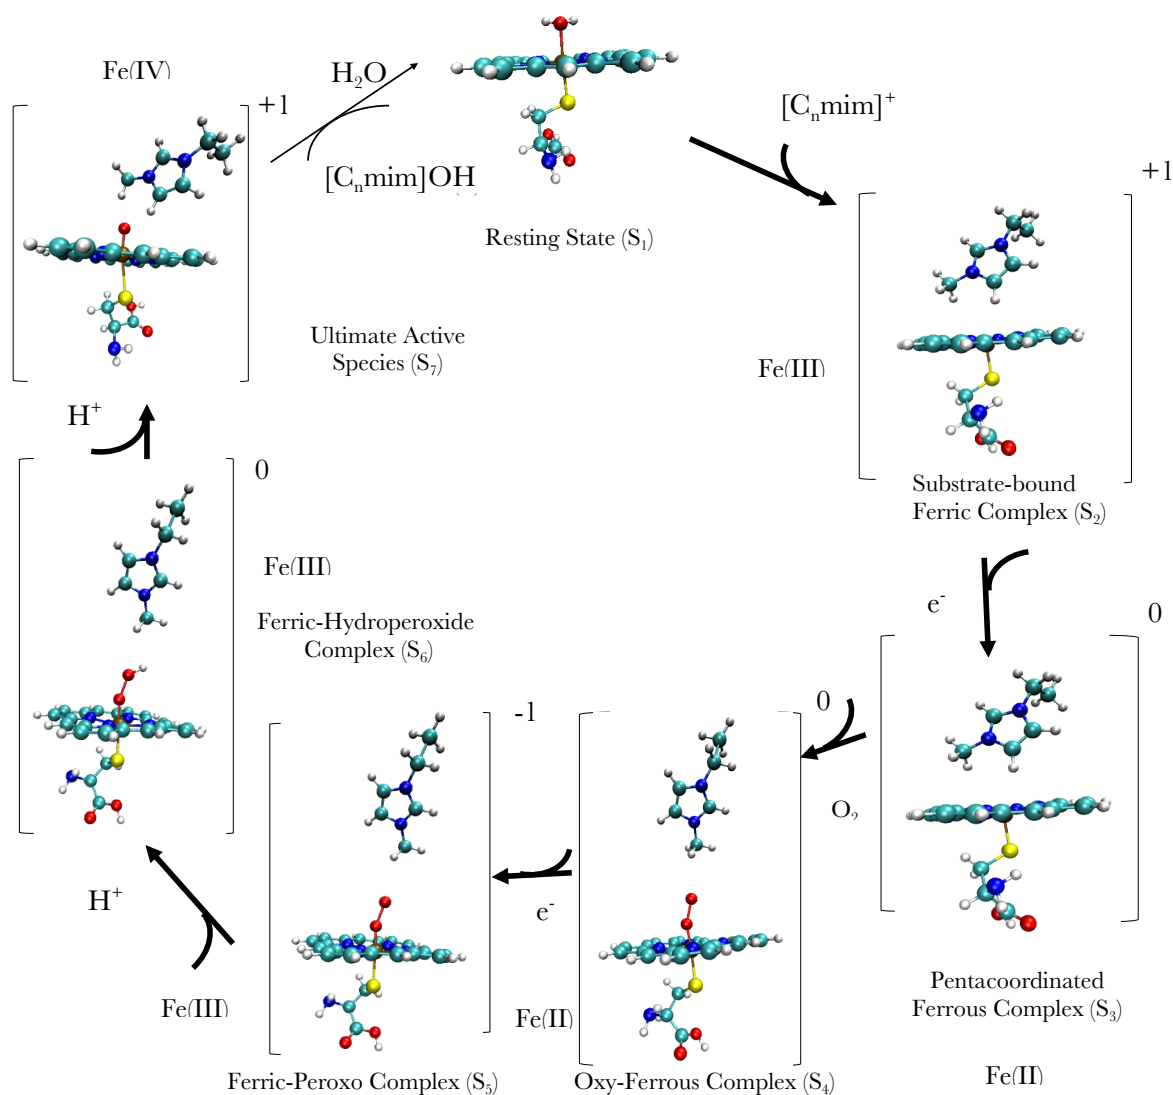 Fe(IV)
+1
H₂O
[Cₙmim]OH
[Cₙmim]⁺
Resting State (S₁)
+1
Fe(III)
Substrate-bound
Ferric Complex (S₂)
Ultimate Active
Species (S₇)
H⁺
0
Fe(III)
Ferric-Hydroperoxide
Complex (S₆)
e⁻
0
O₂
Pentacoordinated
Ferrous Complex (S₃)
Fe(II)
0
Fe(II)
Oxy-Ferrous Complex (S₄)
e⁻
-1
Fe(III)
Ferric-Peroxo Complex (S₅)
H⁺